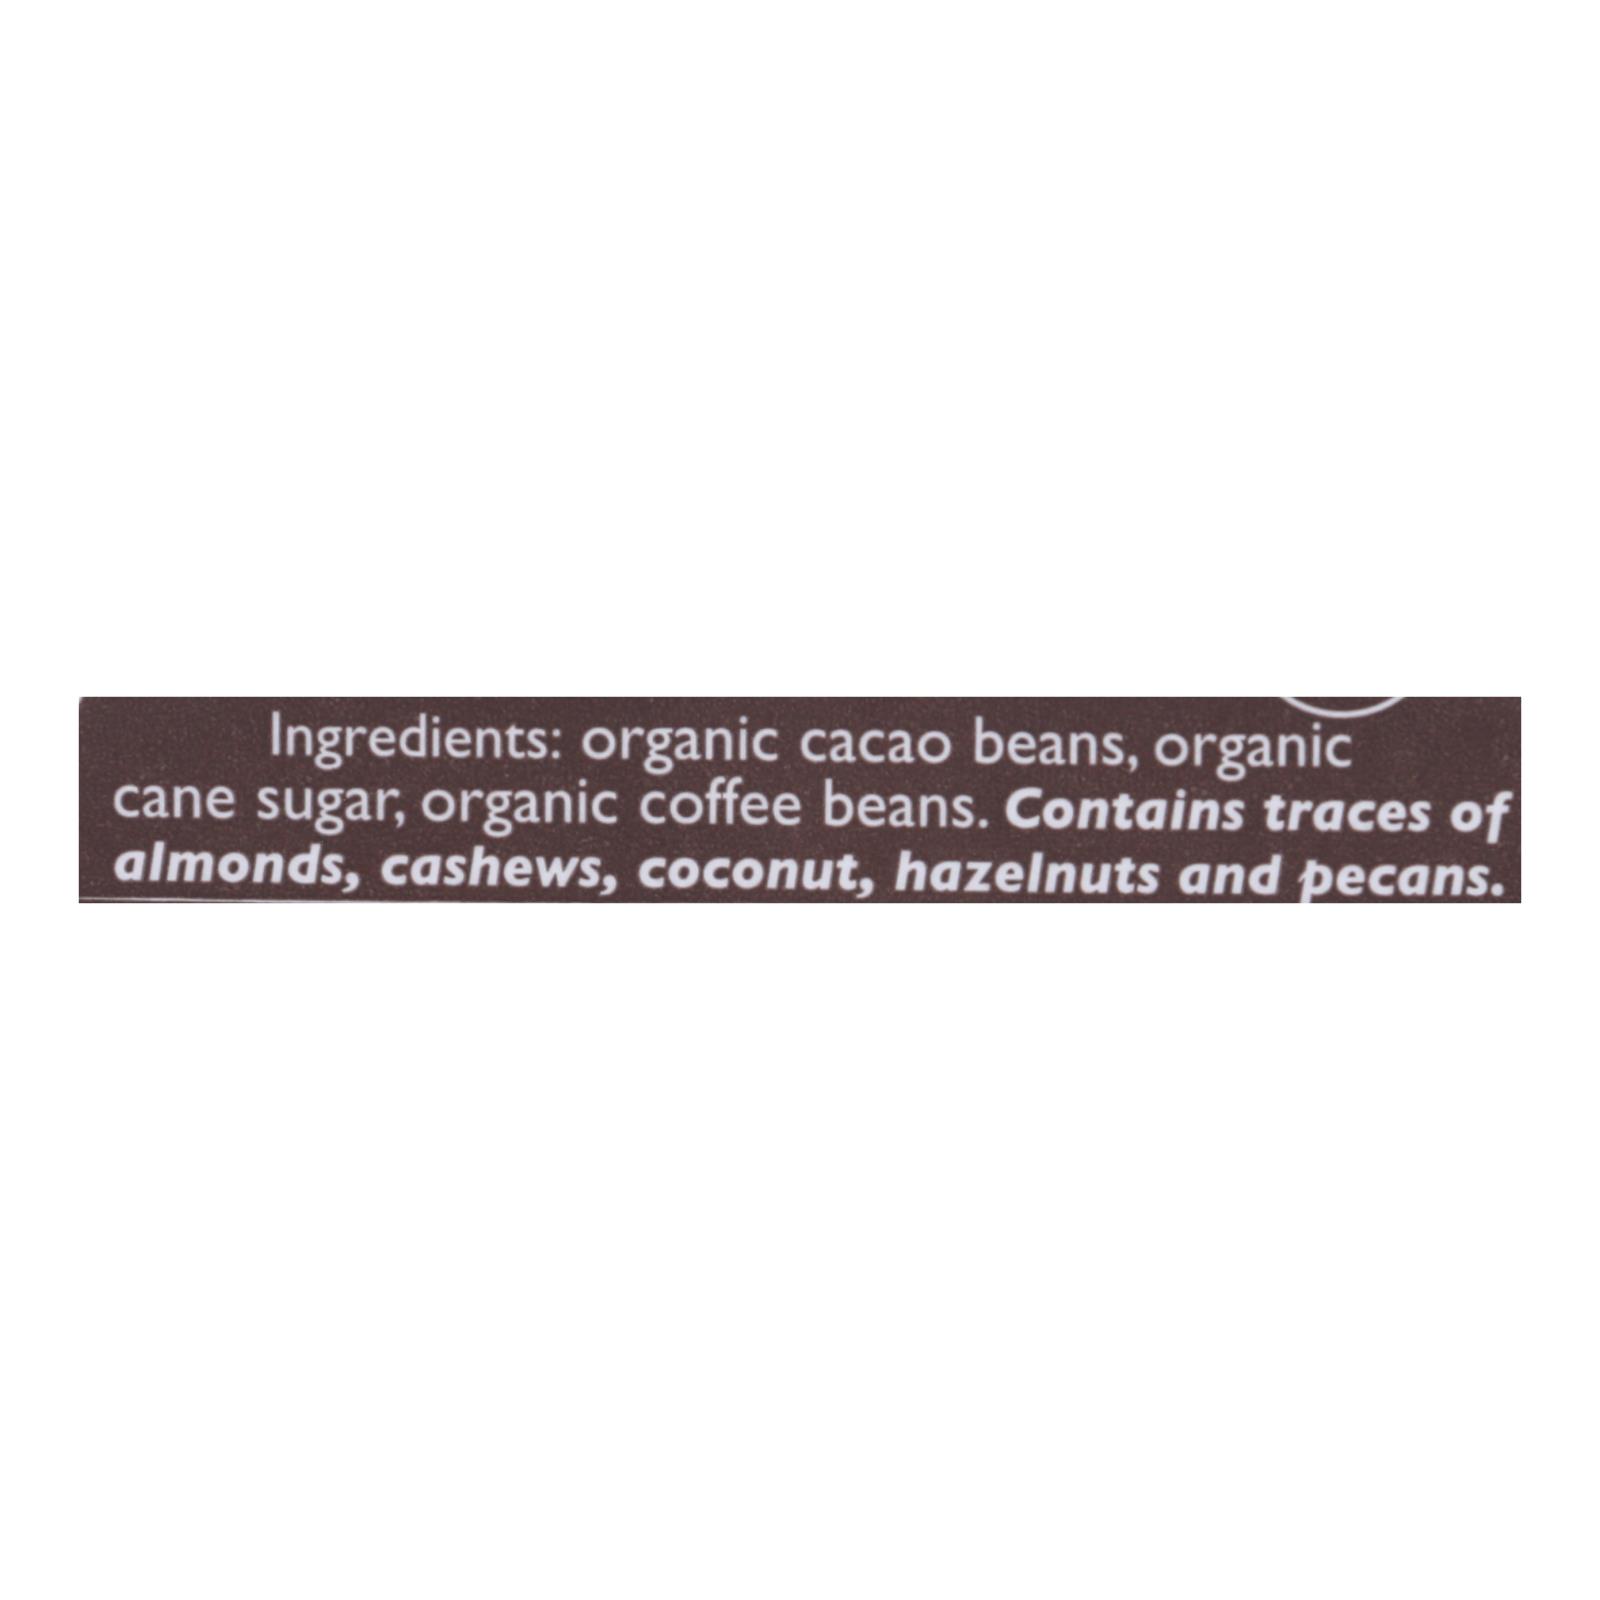 Ingredients: organic cacao beans, organic
cane sugar, organic coffee beans. Contains traces of
almonds, cashews, coconut, hazelnuts and pecans.